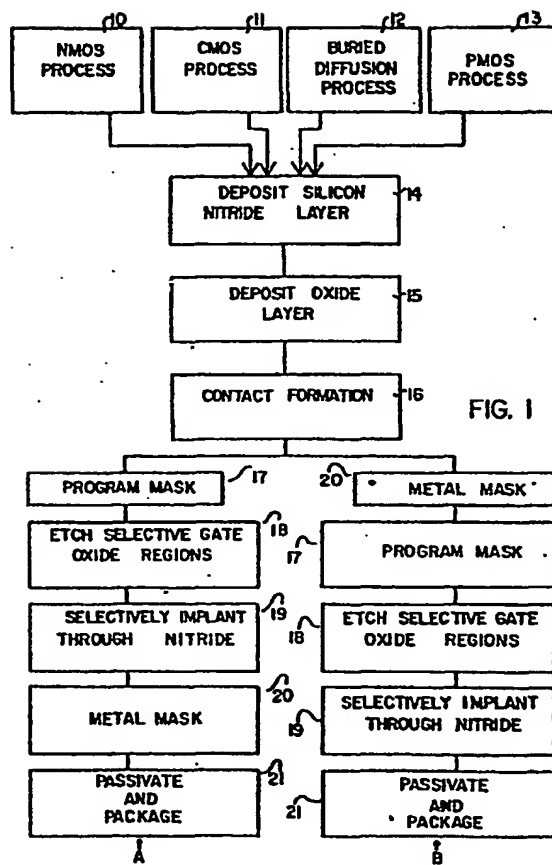 10 11 12 13
NMOS PROCESS
CMOS PROCESS
BURIED DIFFUSION PROCESS
PMOS PROCESS
DEPOSIT SILICON
NITRIDE LAYER
14
DEPOSIT OXIDE
LAYER
15
CONTACT FORMATION
16
FIG. 1
PROGRAM MASK
17
ETCH SELECTIVE GATE
OXIDE REGIONS
18
SELECTIVELY IMPLANT
THROUGH NITRIDE
19
METAL MASK
20
PASSIVATE
AND
PACKAGE
21
A
20
METAL MASK
17
PROGRAM MASK
18
ETCH SELECTIVE GATE
OXIDE REGIONS
19
SELECTIVELY IMPLANT
THROUGH NITRIDE
21
PASSIVATE
AND
PACKAGE
B